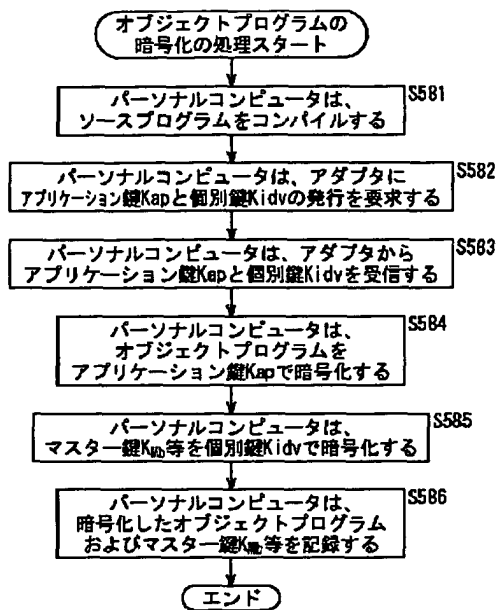 オブジェクトプログラムの
暗号化の処理スタート
S581
パーソナルコンピュータは、
ソースプログラムをコンパイルする
S582
パーソナルコンピュータは、アダプタに
アプリケーション鍵Kapと個別鍵Kidvの発行を要求する
S583
パーソナルコンピュータは、アダプタから
アプリケーション鍵Kapと個別鍵Kidvを受信する
S584
パーソナルコンピュータは、
オブジェクトプログラムを
アプリケーション鍵Kapで暗号化する
S585
パーソナルコンピュータは、
マスター鍵KMb等を個別鍵Kidvで暗号化する
S586
パーソナルコンピュータは、
暗号化したオブジェクトプログラム
およびマスター鍵KMb等を記録する
エンド